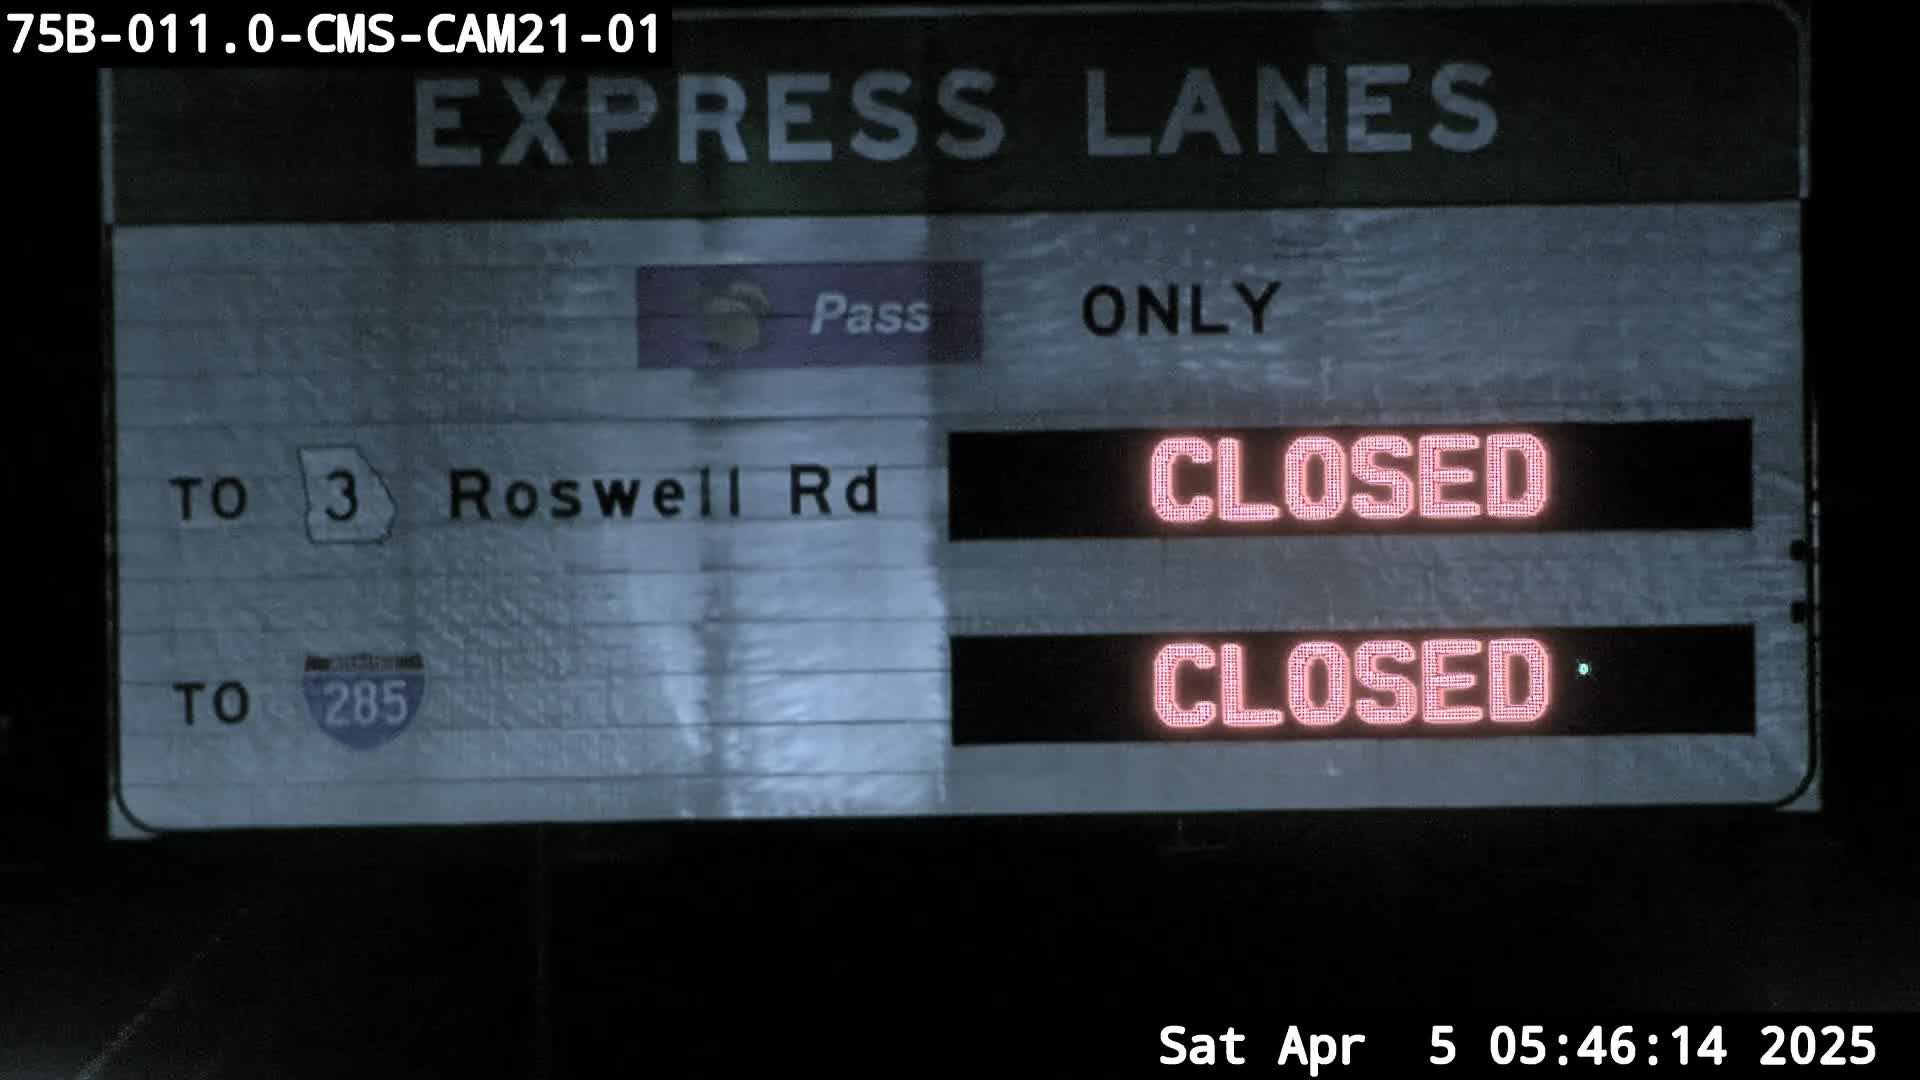 75B-011.0-CMS-CAM21-01
EXPRESS LANES
Pass ONLY
TO 3 Roswell Rd CLOSED
TO 285 CLOSED
Sat Apr 5 05:46:14 2025